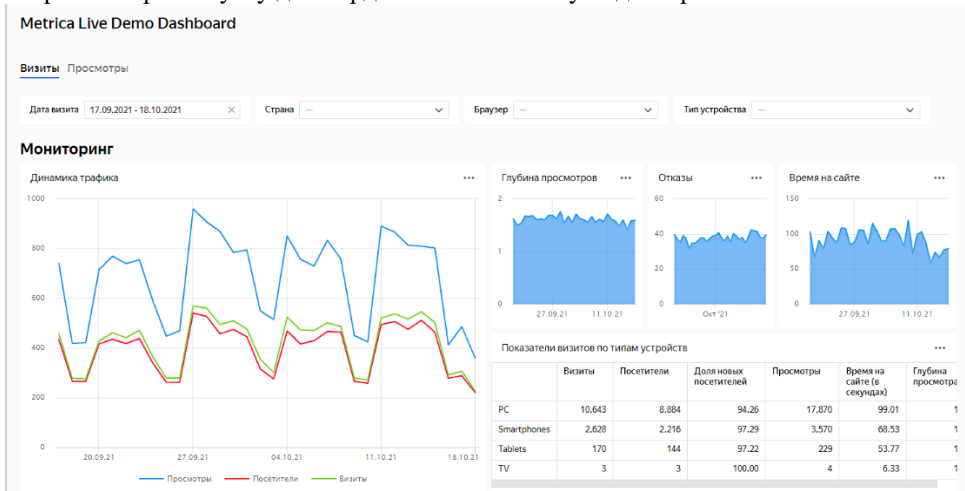 Metrica Live Demo Dashboard
Визиты Просмотры
Дата визита 17.09.2021 - 18.10.2021 × Страна — Браузер — Тип устройства —
Мониторинг
Динамика трафика
1000
800
600
400
200
0
20.09.21 27.09.21 04.10.21 11.10.21 18.10.21
Просмотры Посетители Визиты
Глубина просмотров
2
1
0
27.09.21 11.10.21
Отказы
60
40
20
0
Окт '21
Время на сайте
150
100
50
0
27.09.21 11.10.21
Показатели визитов по типам устройств
Визиты Посетители Доля новых посетителей Просмотры Время на сайте (в секундах) Глубина просмотра
PC 10,643 8,884 94.26 17,870 99.01 1
Smartphones 2,628 2,216 97.29 3,570 68.53 1
Tablets 170 144 97.22 229 53.77 1
TV 3 3 100.00 4 6.33 1